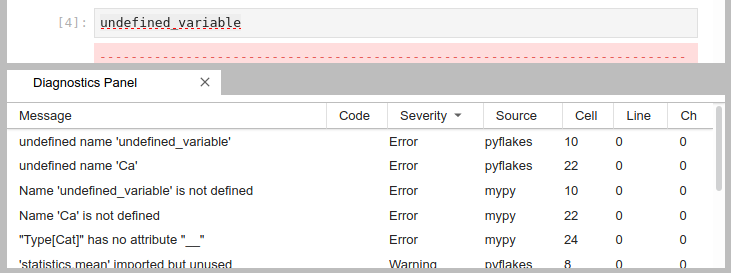 [4]: undefined_variable
---------------------------------------------------------------------------
Diagnostics Panel ×
Message Code Severity Source Cell Line Ch
undefined name 'undefined_variable' Error pyflakes 10 0 0
undefined name 'Ca' Error pyflakes 22 0 0
Name 'undefined_variable' is not defined Error mypy 10 0 0
Name 'Ca' is not defined Error mypy 22 0 0
"Type[Cat]" has no attribute "__" Error mypy 24 0 0
'statistics.mean' imported but unused Warning pyflakes 8 0 0